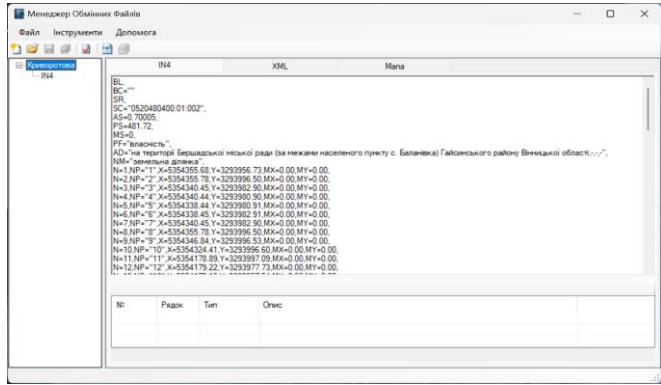 Менеджер Обмінних Файлів
Файл Інструменти Допомога
Криворотова
IN4
IN4 XML Мапа
BL,
BC=""
SR,
SC="0520480400:01:002",
AS=0.70005,
PS=481.72,
MS=0,
PF="власність",
AD="на території Бершадської міської ради (за межами населеного пункту с. Баланівка) Гайсинського району Вінницької області,-,-,-",
NM="земельна ділянка",
N=1,NP="1",X=5354355.68,Y=3293956.73,MX=0.00,MY=0.00,
N=2,NP="2",X=5354355.78,Y=3293996.50,MX=0.00,MY=0.00,
N=3,NP="3",X=5354340.45,Y=3293982.90,MX=0.00,MY=0.00,
N=4,NP="4",X=5354340.44,Y=3293980.90,MX=0.00,MY=0.00,
N=5,NP="5",X=5354338.44,Y=3293980.91,MX=0.00,MY=0.00,
N=6,NP="6",X=5354338.45,Y=3293982.91,MX=0.00,MY=0.00,
N=7,NP="7",X=5354340.45,Y=3293982.90,MX=0.00,MY=0.00,
N=8,NP="8",X=5354355.78,Y=3293996.50,MX=0.00,MY=0.00,
N=9,NP="9",X=5354346.84,Y=3293996.53,MX=0.00,MY=0.00,
N=10,NP="10",X=5354324.41,Y=3293996.60,MX=0.00,MY=0.00,
N=11,NP="11",X=5354178.89,Y=3293997.09,MX=0.00,MY=0.00,
N=12,NP="12",X=5354179.22,Y=3293977.73,MX=0.00,MY=0.00,
№ Рядок Тип Опис